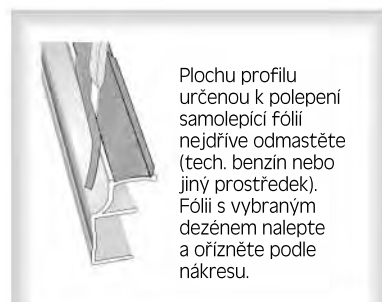 Plochu profilu
určenou k polepení
samolepící fólií
nejdříve odmastěte
(tech. benzín nebo
jiný prostředek).
Fólii s vybraným
dezénem nalepte
a ořízněte podle
nákresu.